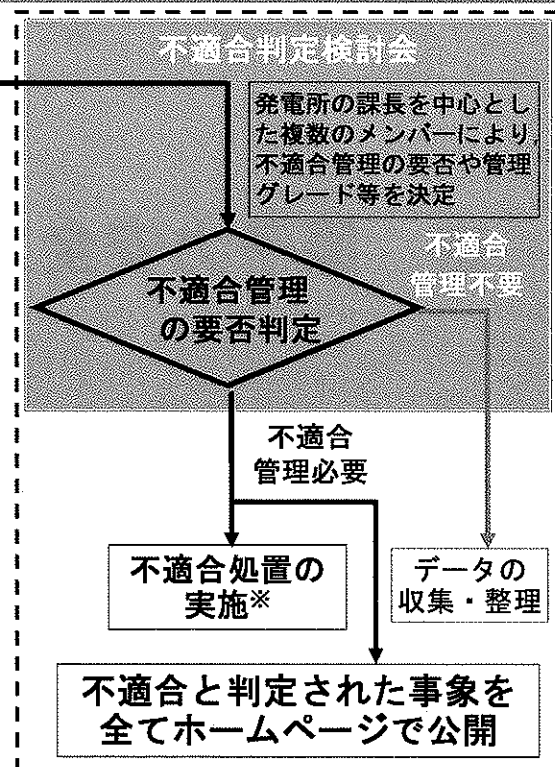 不適合判定検討会
発電所の課長を中心とし
た複数のメンバーにより,
不適合管理の要否や管理
グレード等を決定
不適合
管理不要
不適合管理
の要否判定
不適合
管理必要
不適合処置の
実施※
データの
収集・整理
不適合と判定された事象を
全てホームページで公開